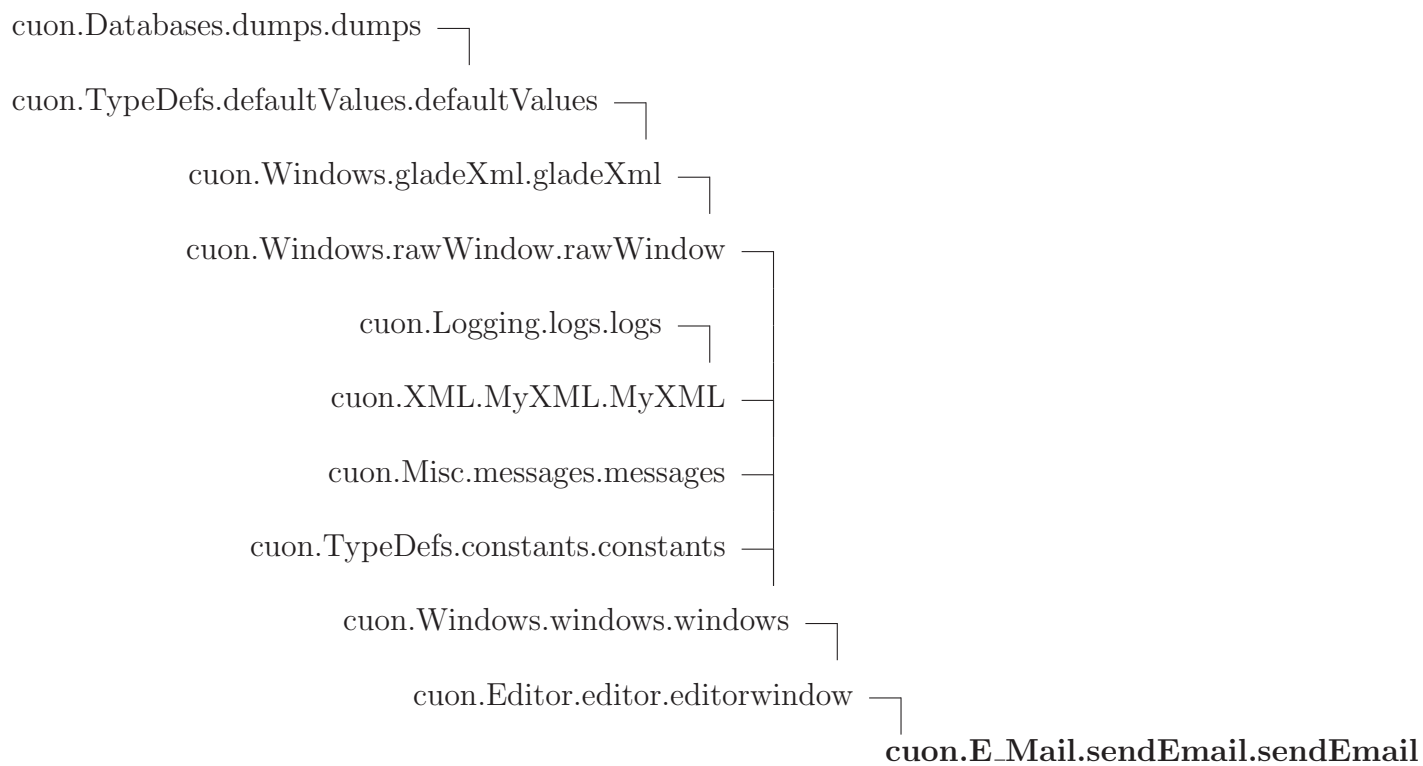 cuon.Databases.dumps.dumps
cuon.TypeDefs.defaultValues.defaultValues
cuon.Windows.gladeXml.gladeXml
cuon.Windows.rawWindow.rawWindow
cuon.Logging.logs.logs
cuon.XML.MyXML.MyXML
cuon.Misc.messages.messages
cuon.TypeDefs.constants.constants
cuon.Windows.windows.windows
cuon.Editor.editor.editorwindow
cuon.E_Mail.sendEmail.sendEmail